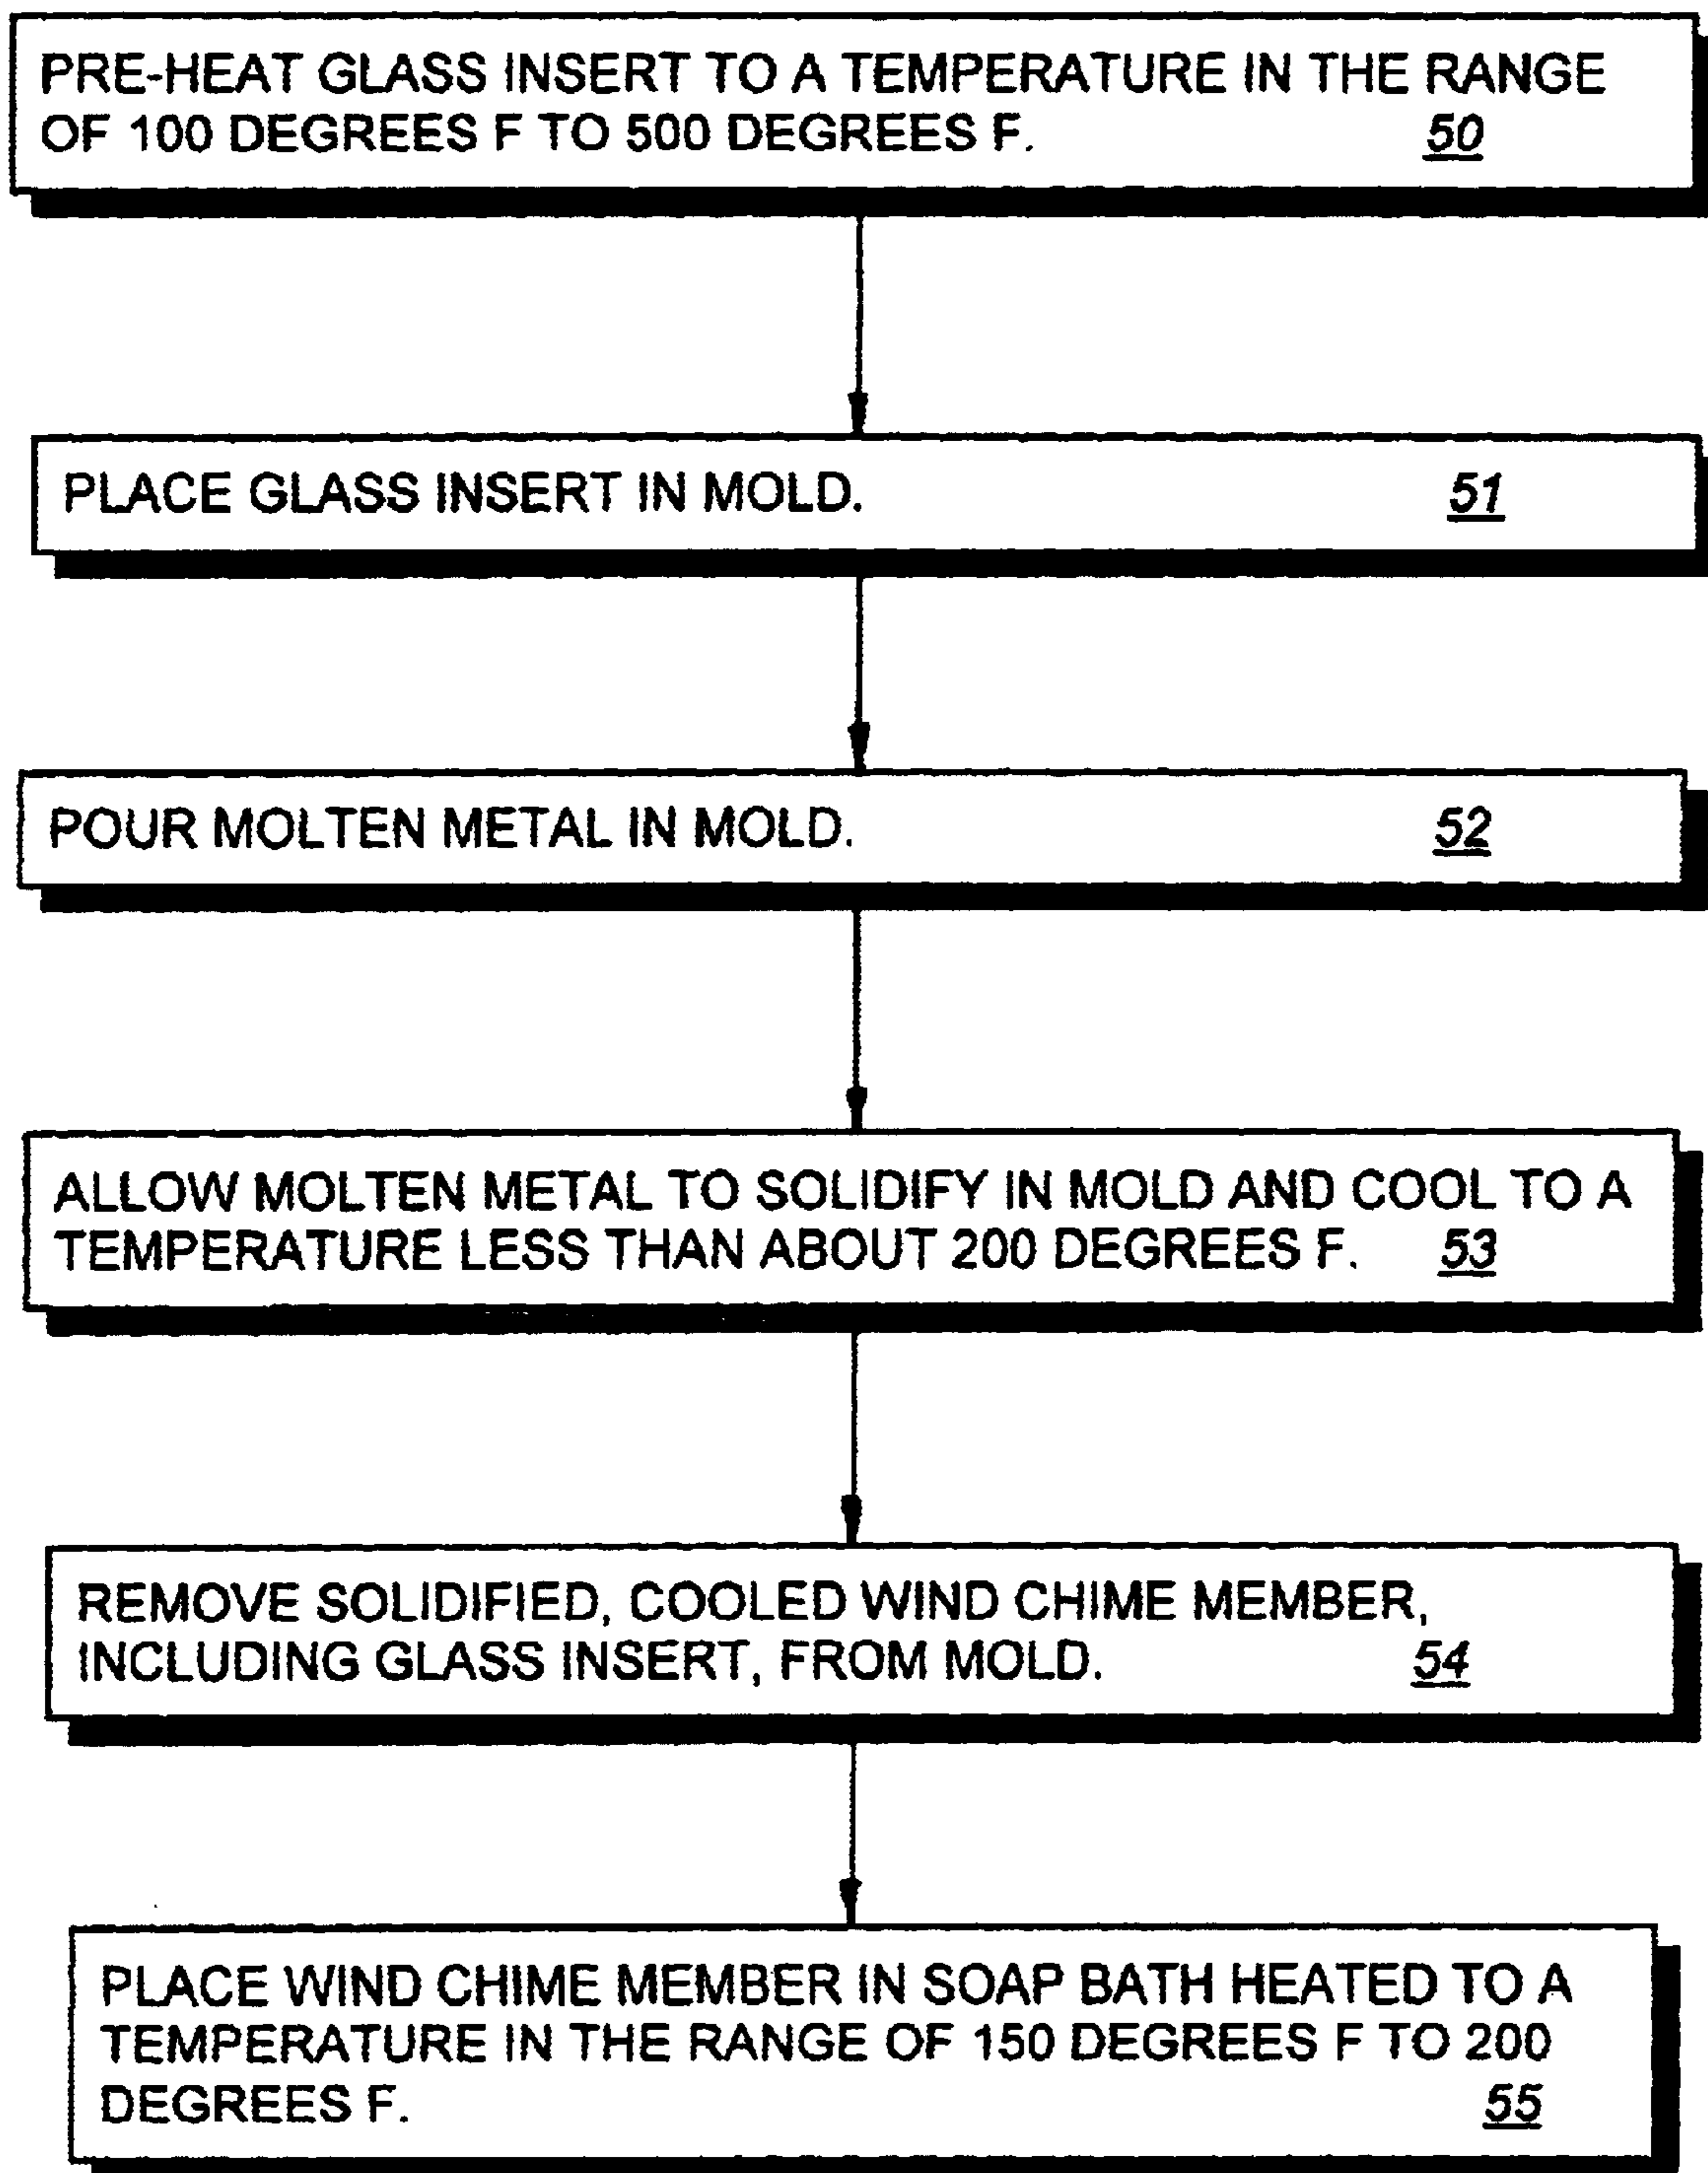 PRE-HEAT GLASS INSERT TO A TEMPERATURE IN THE RANGE
OF 100 DEGREES F TO 500 DEGREES F. 50
PLACE GLASS INSERT IN MOLD. 51
POUR MOLTEN METAL IN MOLD. 52
ALLOW MOLTEN METAL TO SOLIDIFY IN MOLD AND COOL TO A
TEMPERATURE LESS THAN ABOUT 200 DEGREES F. 53
REMOVE SOLIDIFIED, COOLED WIND CHIME MEMBER,
INCLUDING GLASS INSERT, FROM MOLD. 54
PLACE WIND CHIME MEMBER IN SOAP BATH HEATED TO A
TEMPERATURE IN THE RANGE OF 150 DEGREES F TO 200
DEGREES F. 55